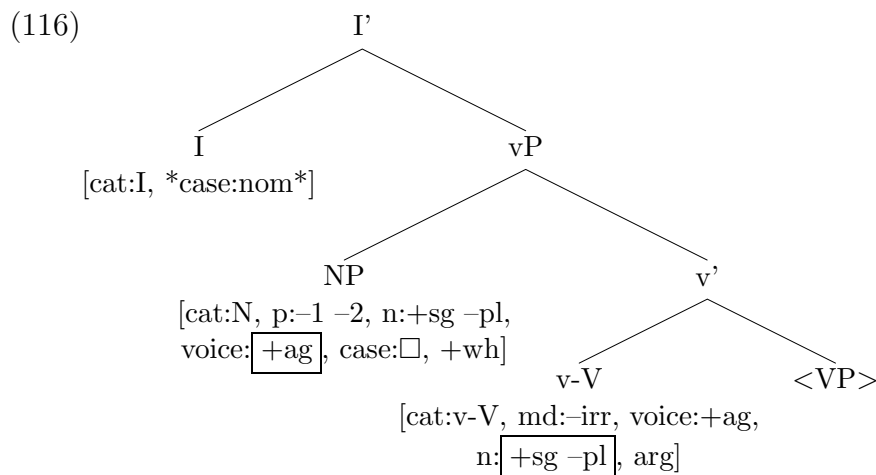 (116)
I'
I
vP
[cat:I, *case:nom*]
NP
v'
[cat:N, p:–1 –2, n:+sg –pl,
voice: +ag , case:□, +wh]
v-V
<VP>
[cat:v-V, md:–irr, voice:+ag,
n: +sg –pl , arg]